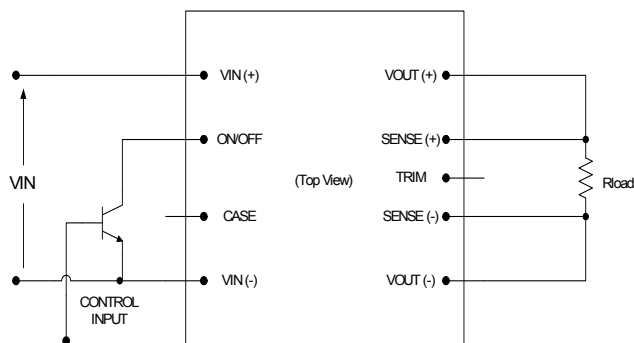 VIN (+)
VOUT (+)
ON/OFF
SENSE (+)
VIN
(Top View)
TRIM
Rload
CASE
SENSE (-)
VIN (-)
VOUT (-)
CONTROL
INPUT